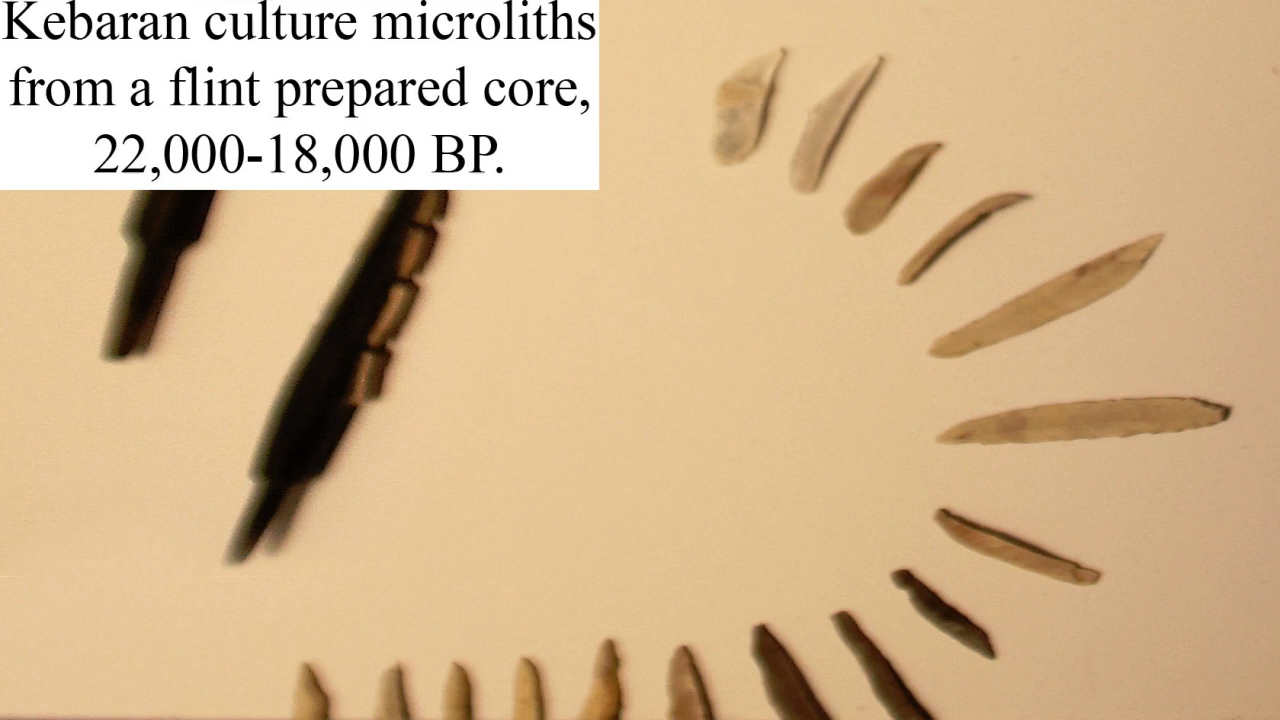 Kebaran culture microliths
from a flint prepared core,
22,000-18,000 BP.